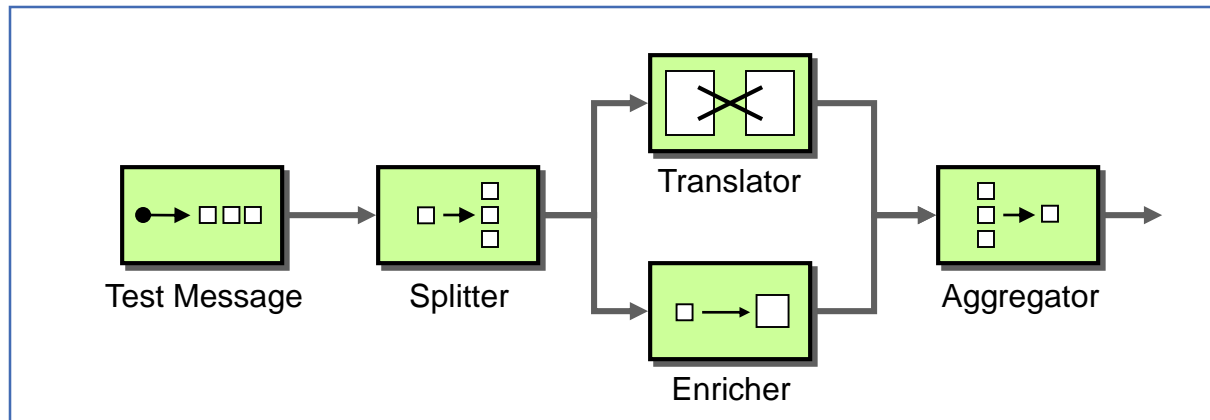 Translator
Test Message
Splitter
Aggregator
Enricher